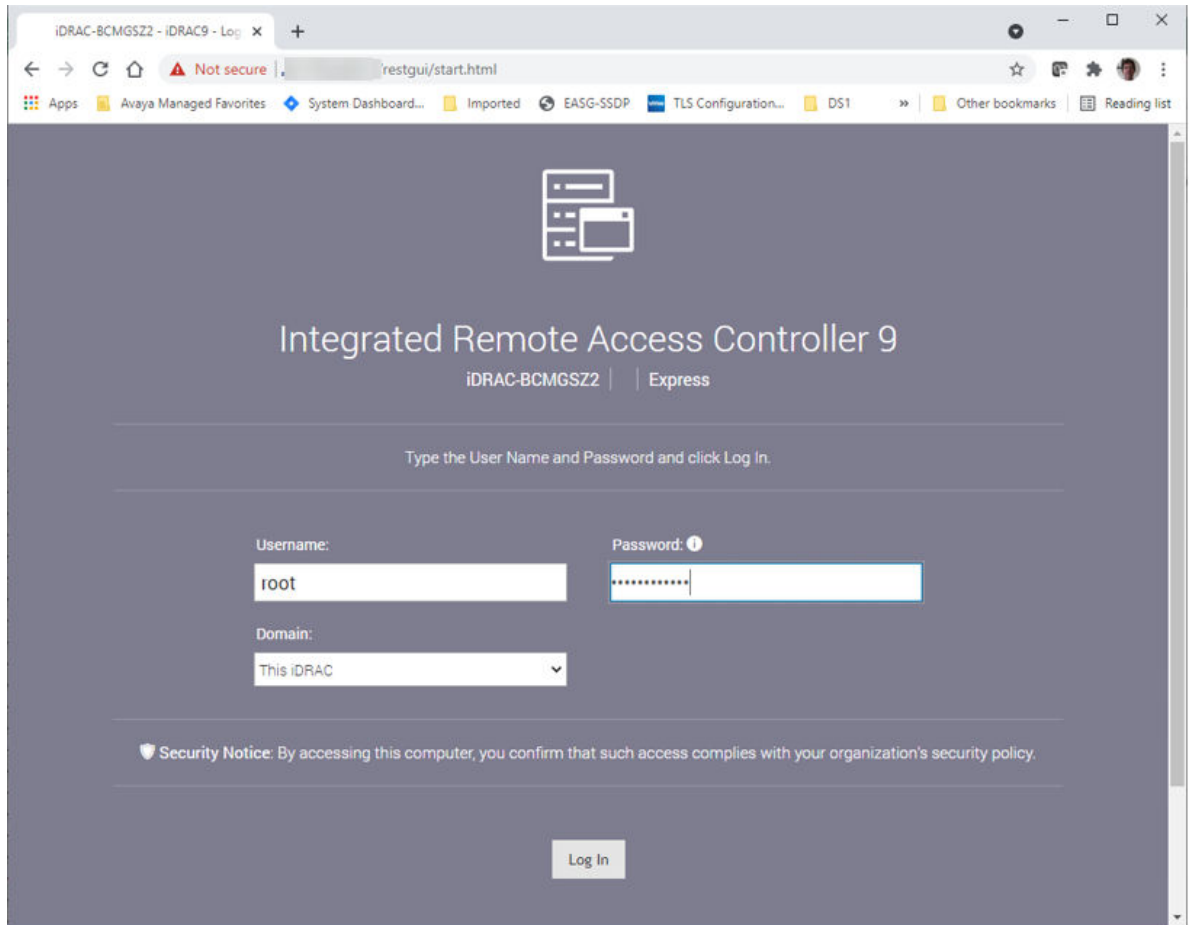 iDRAC-BCMGSZ2 - iDRAC9 - Log
Not secure /restgui/start.html
Apps Avaya Managed Favorites System Dashboard... Imported EASG-SSDP vmware TLS Configuration... DS1 » Other bookmarks Reading list
Integrated Remote Access Controller 9
iDRAC-BCMGSZ2 | | Express
Type the User Name and Password and click Log In.
Username: Password:
root ••••••••••••
Domain:
This iDRAC
Security Notice: By accessing this computer, you confirm that such access complies with your organization's security policy.
Log In